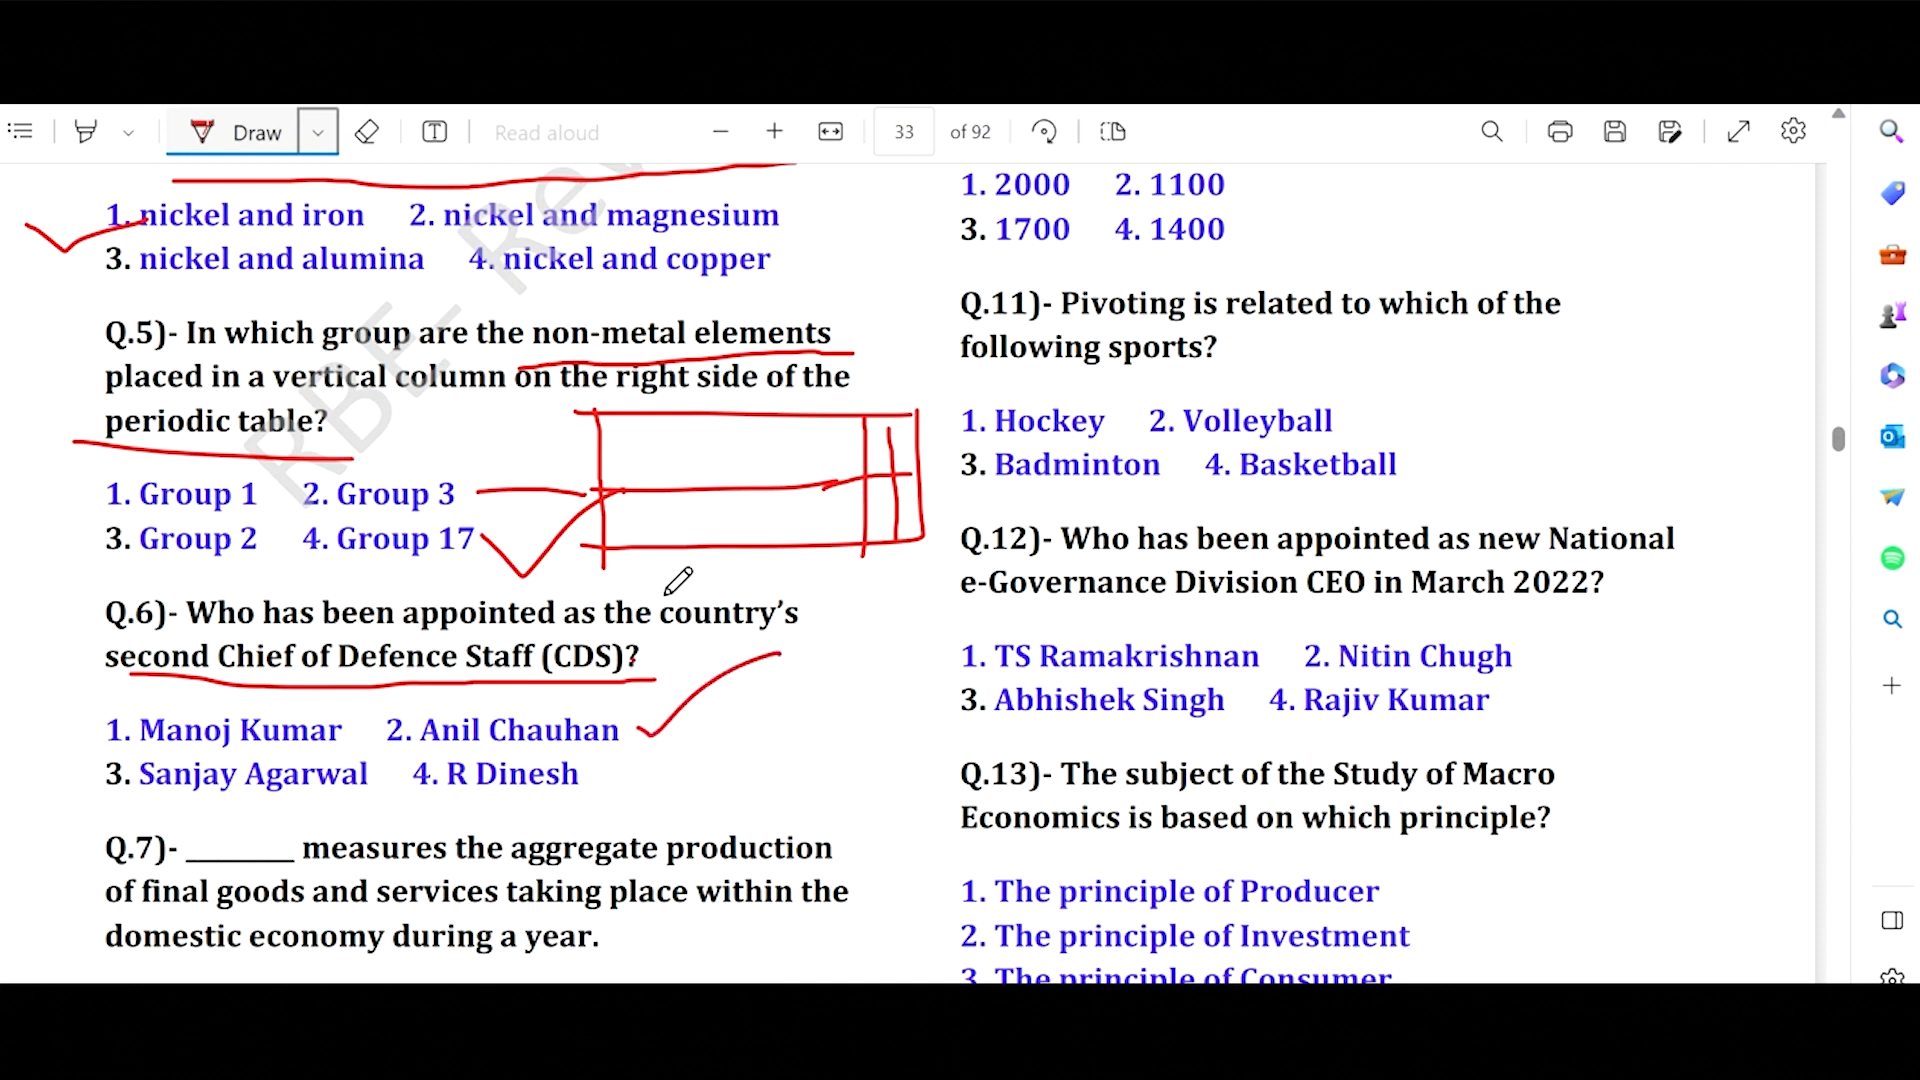 Draw
Read aloud
33 of 92
1. nickel and iron 2. nickel and magnesium
3. nickel and alumina 4. nickel and copper
Q.5)- In which group are the non-metal elements
placed in a vertical column on the right side of the
periodic table?
1. Group 1 2. Group 3
3. Group 2 4. Group 17
Q.6)- Who has been appointed as the country’s
second Chief of Defence Staff (CDS)?
1. Manoj Kumar 2. Anil Chauhan
3. Sanjay Agarwal 4. R Dinesh
Q.7)- ________ measures the aggregate production
of final goods and services taking place within the
domestic economy during a year.
1. 2000 2. 1100
3. 1700 4. 1400
Q.11)- Pivoting is related to which of the
following sports?
1. Hockey 2. Volleyball
3. Badminton 4. Basketball
Q.12)- Who has been appointed as new National
e-Governance Division CEO in March 2022?
1. TS Ramakrishnan 2. Nitin Chugh
3. Abhishek Singh 4. Rajiv Kumar
Q.13)- The subject of the Study of Macro
Economics is based on which principle?
1. The principle of Producer
2. The principle of Investment
3. The principle of Consumer
RBE- Re